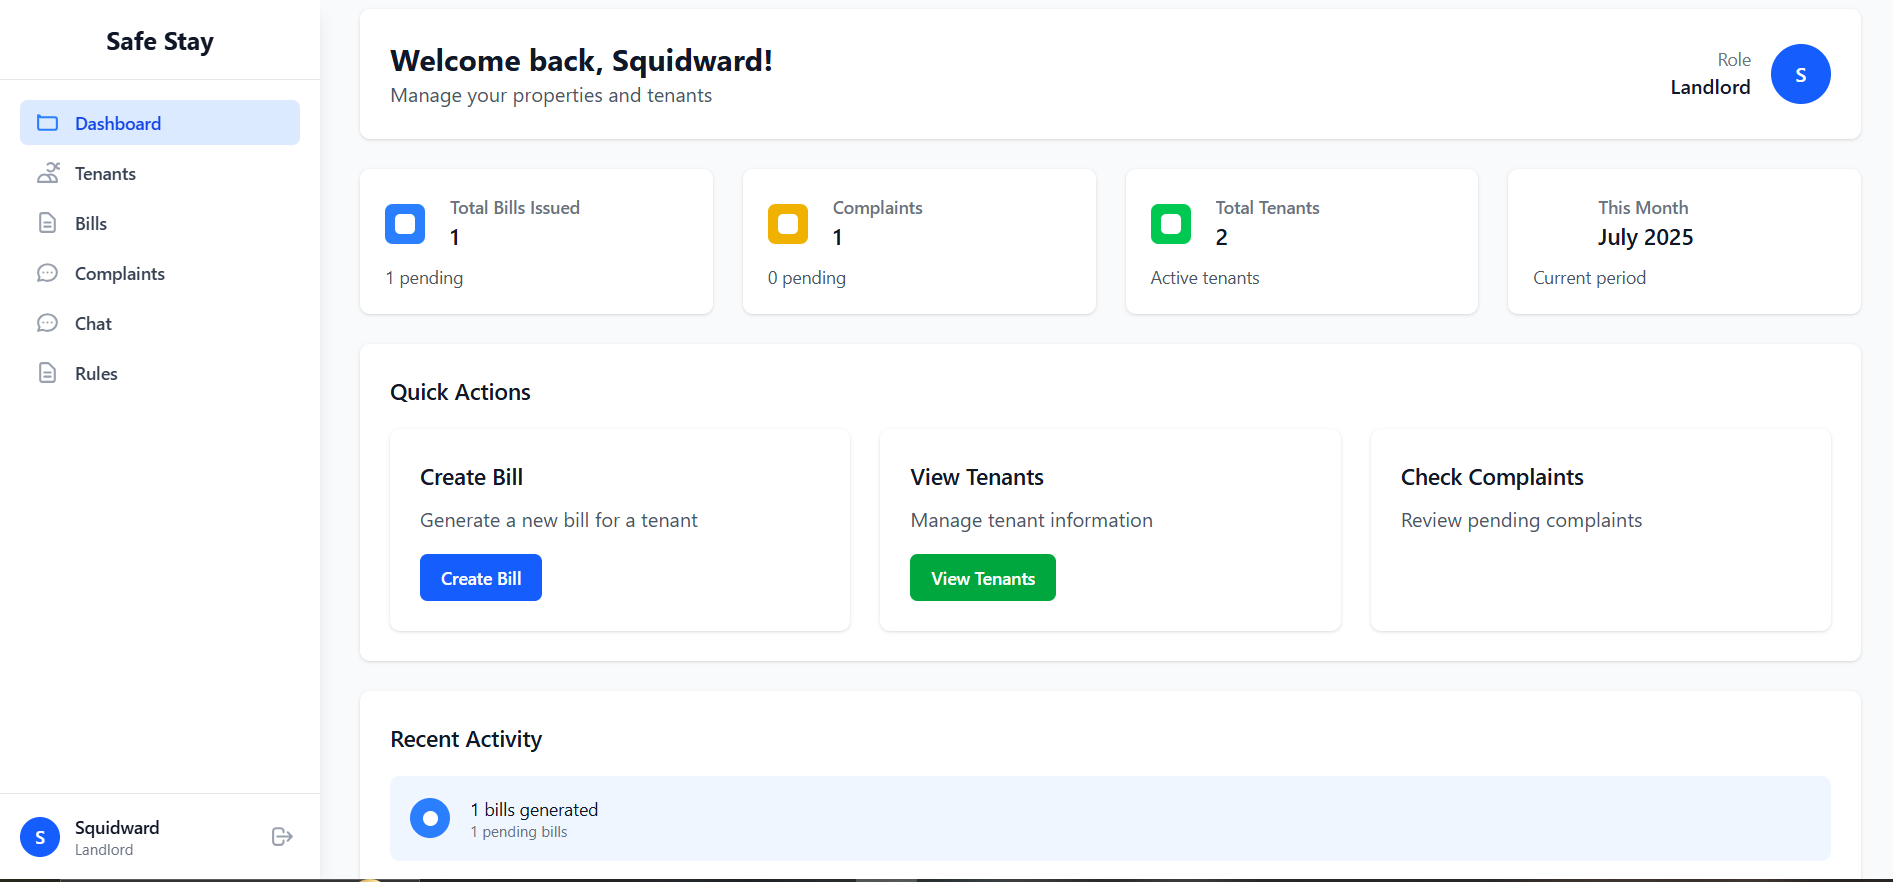 Safe Stay
Dashboard
Tenants
Bills
Complaints
Chat
Rules
S
Squidward
Landlord
Welcome back, Squidward!
Manage your properties and tenants
Role
Landlord
S
Total Bills Issued
1
1 pending
Complaints
1
0 pending
Total Tenants
2
Active tenants
This Month
July 2025
Current period
Quick Actions
Create Bill
Generate a new bill for a tenant
Create Bill
View Tenants
Manage tenant information
View Tenants
Check Complaints
Review pending complaints
Recent Activity
1 bills generated
1 pending bills